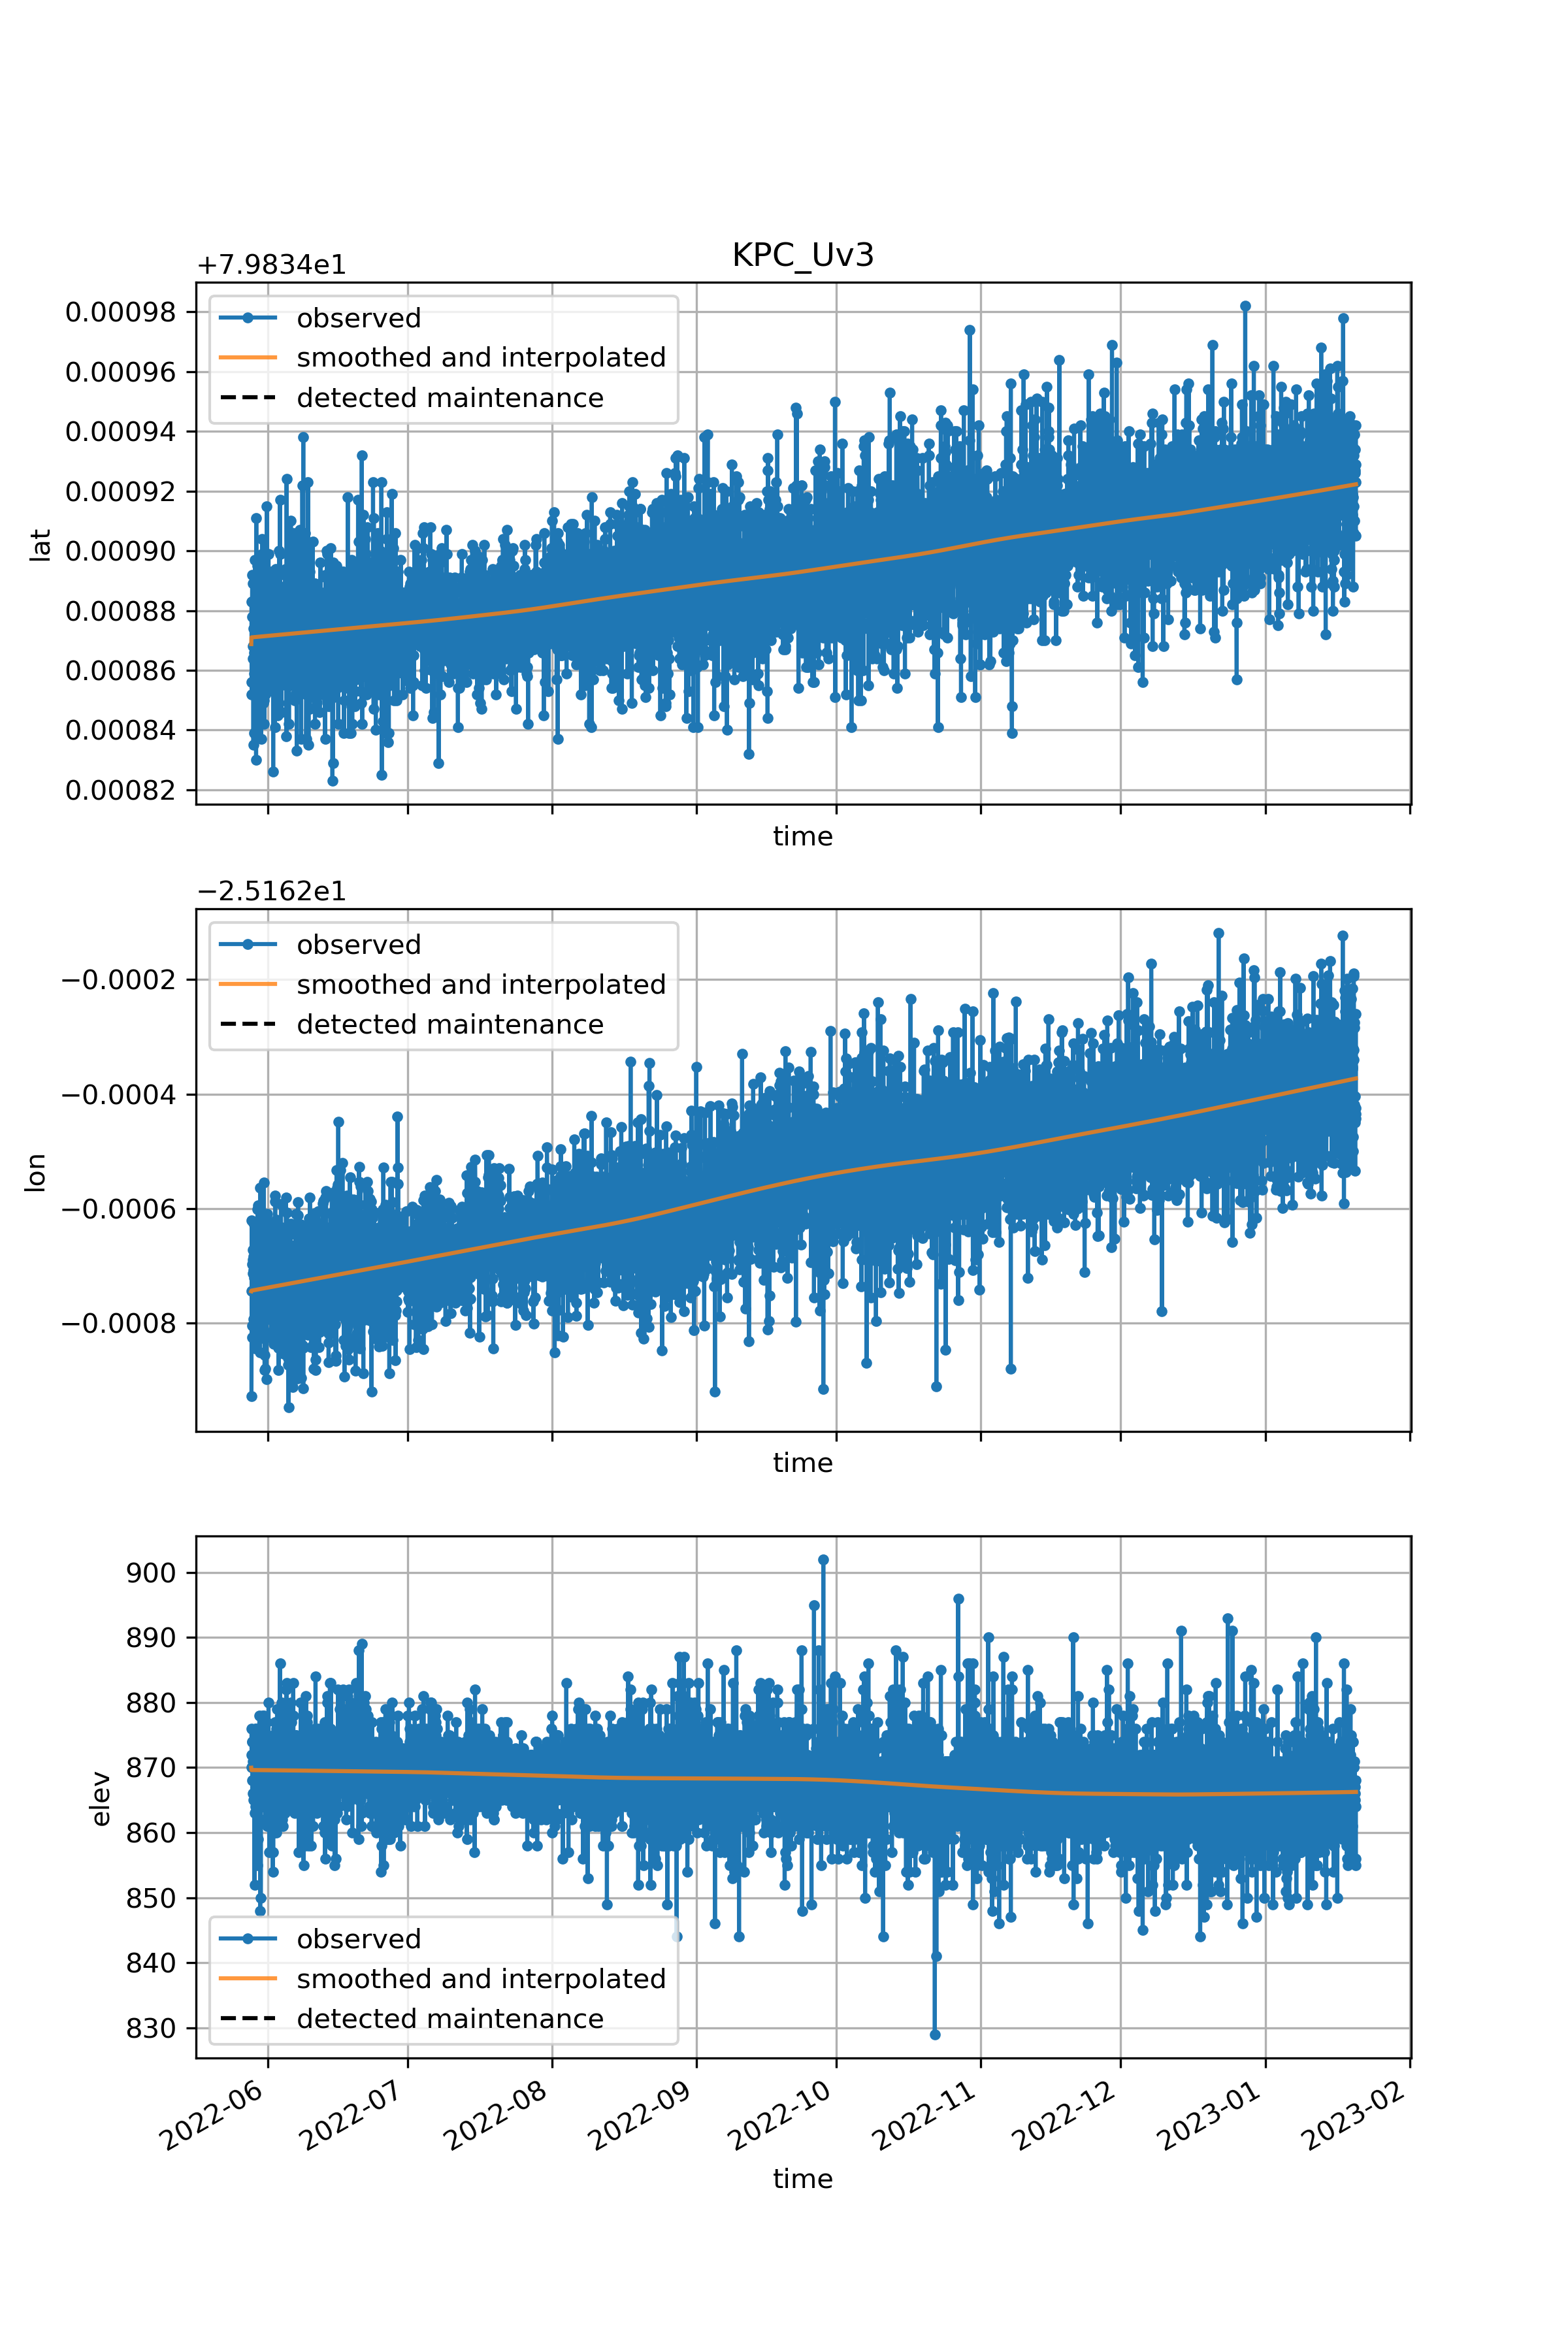 KPC_Uv3
+7.9834e1
observed
smoothed and interpolated
detected maintenance
0.00098
0.00096
0.00094
0.00092
0.00090
0.00088
0.00086
0.00084
0.00082
lat
time
−2.5162e1
observed
smoothed and interpolated
detected maintenance
−0.0002
−0.0004
−0.0006
−0.0008
lon
time
900
890
880
870
860
850
840
830
elev
observed
smoothed and interpolated
detected maintenance
2022-06
2022-07
2022-08
2022-09
2022-10
2022-11
2022-12
2023-01
2023-02
time